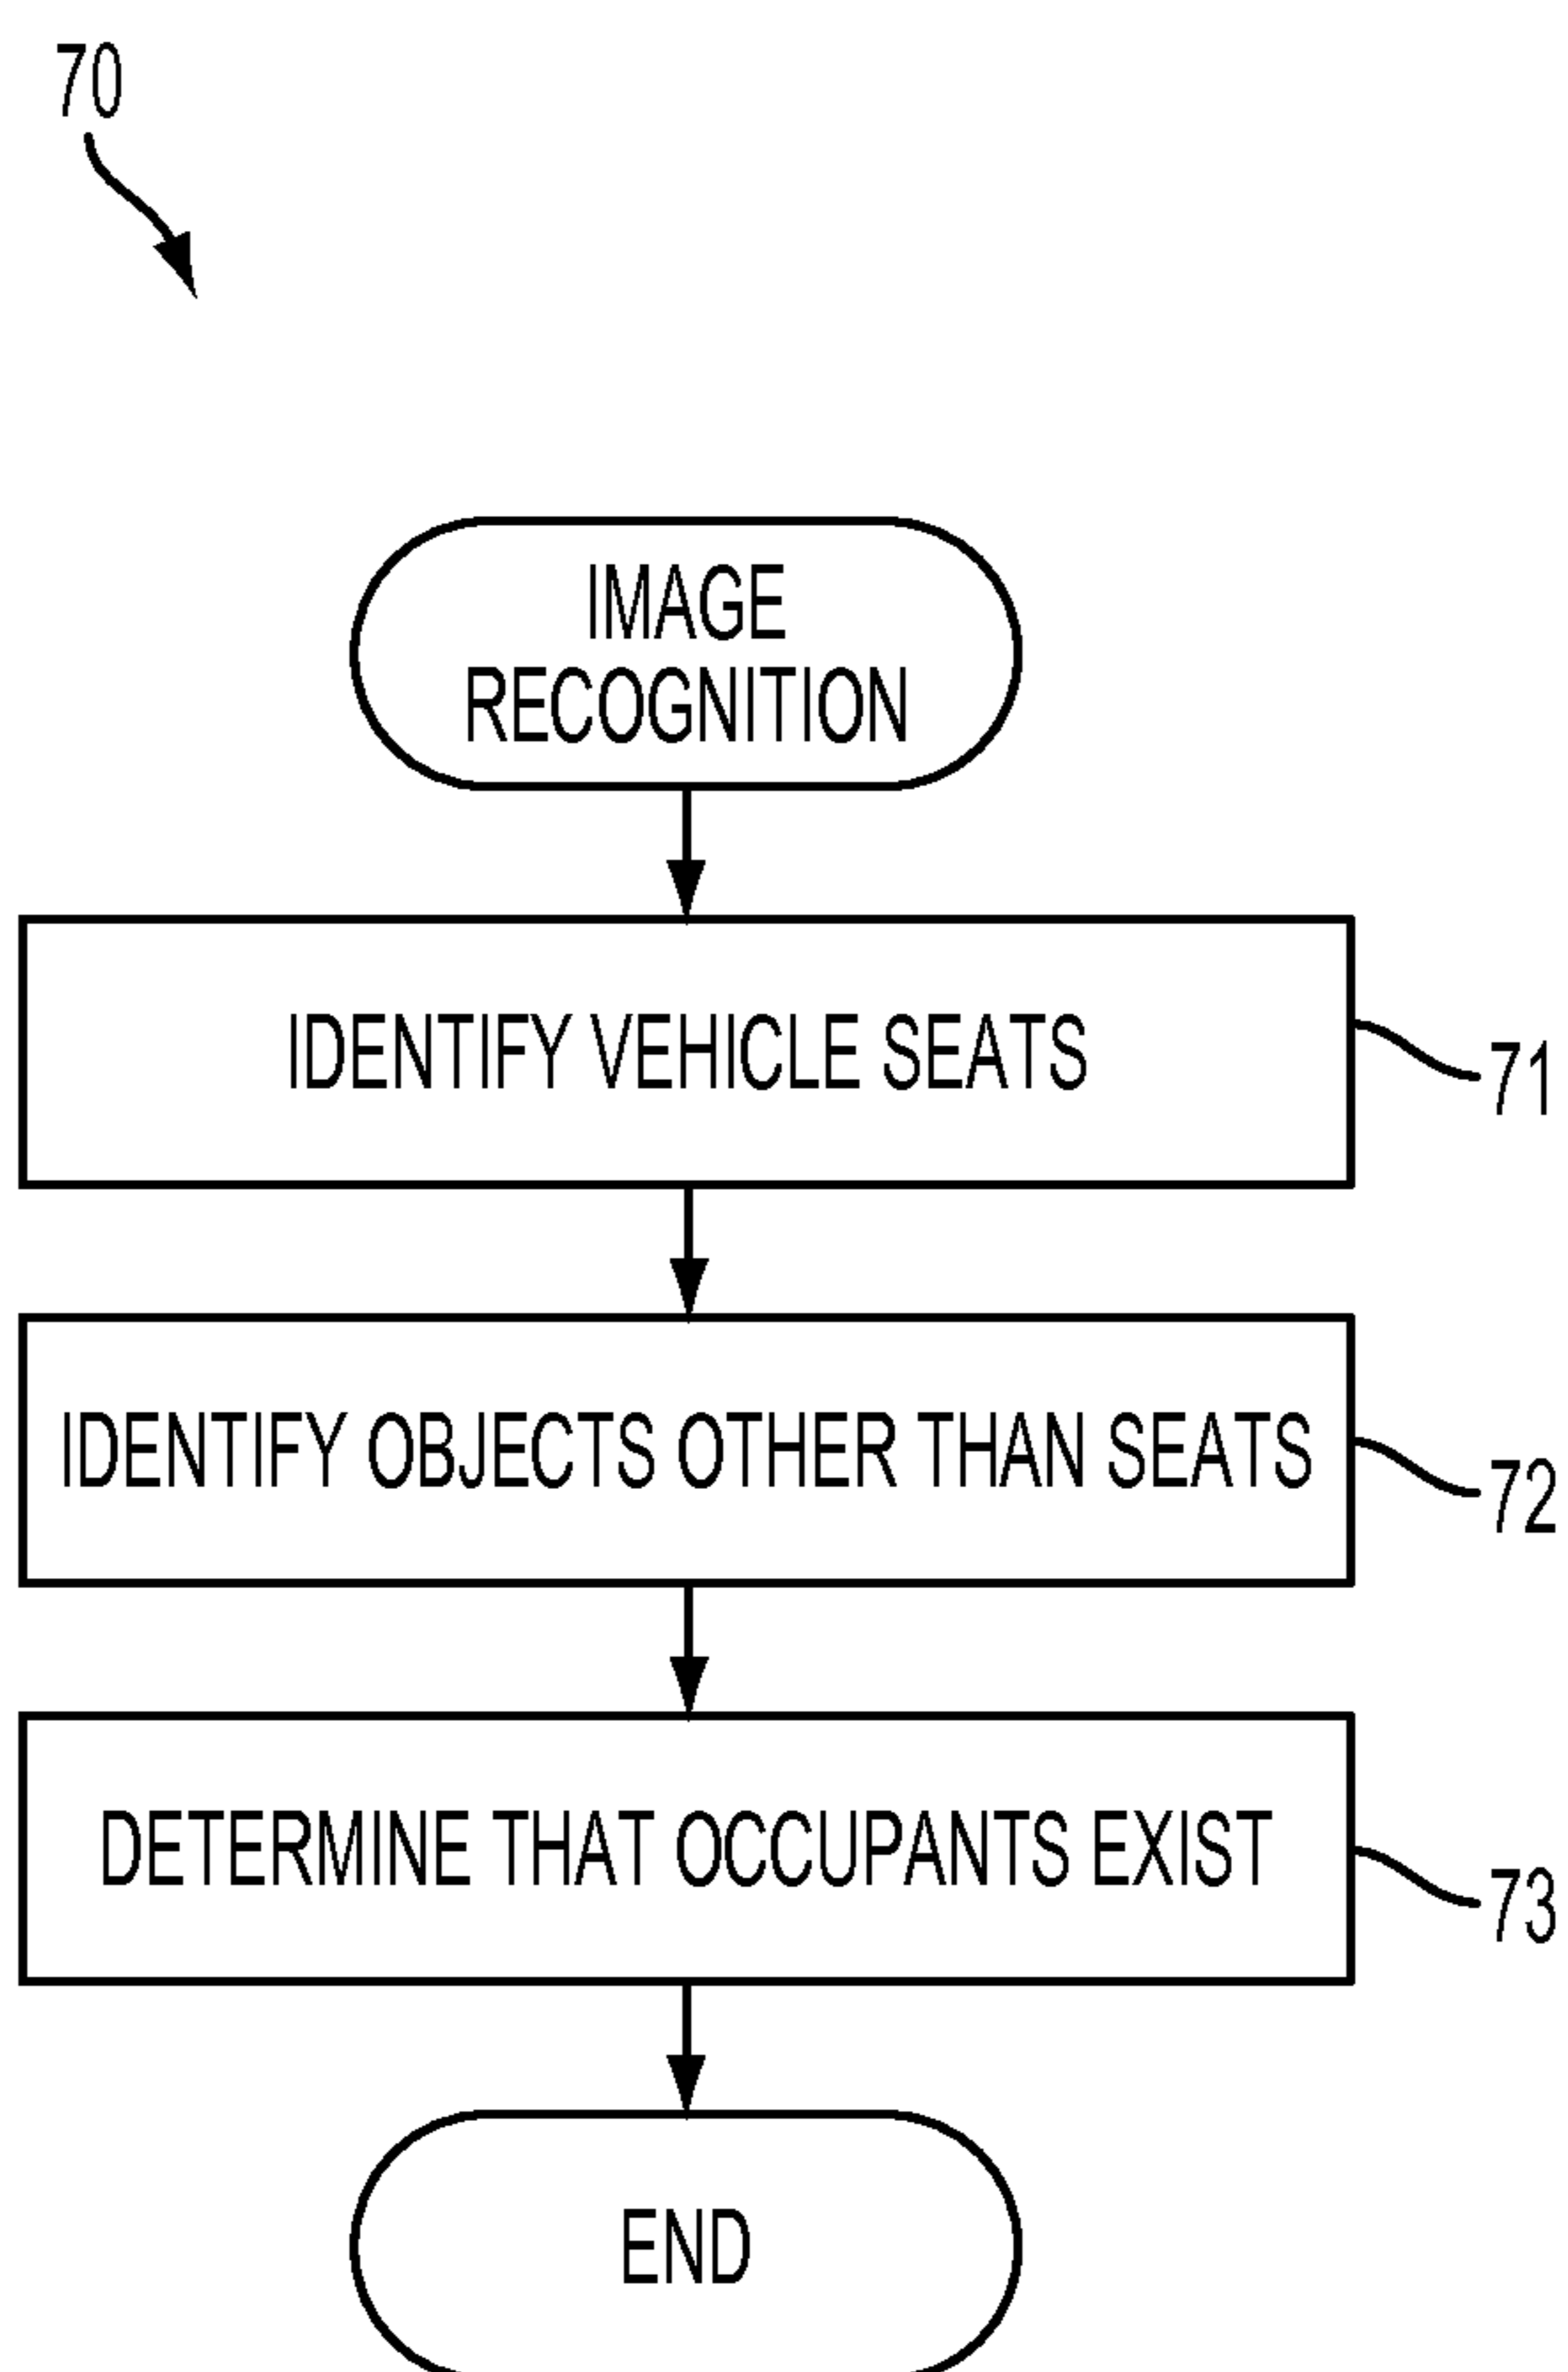 70
IMAGE
RECOGNITION
IDENTIFY VEHICLE SEATS
71
IDENTIFY OBJECTS OTHER THAN SEATS
72
DETERMINE THAT OCCUPANTS EXIST
73
END